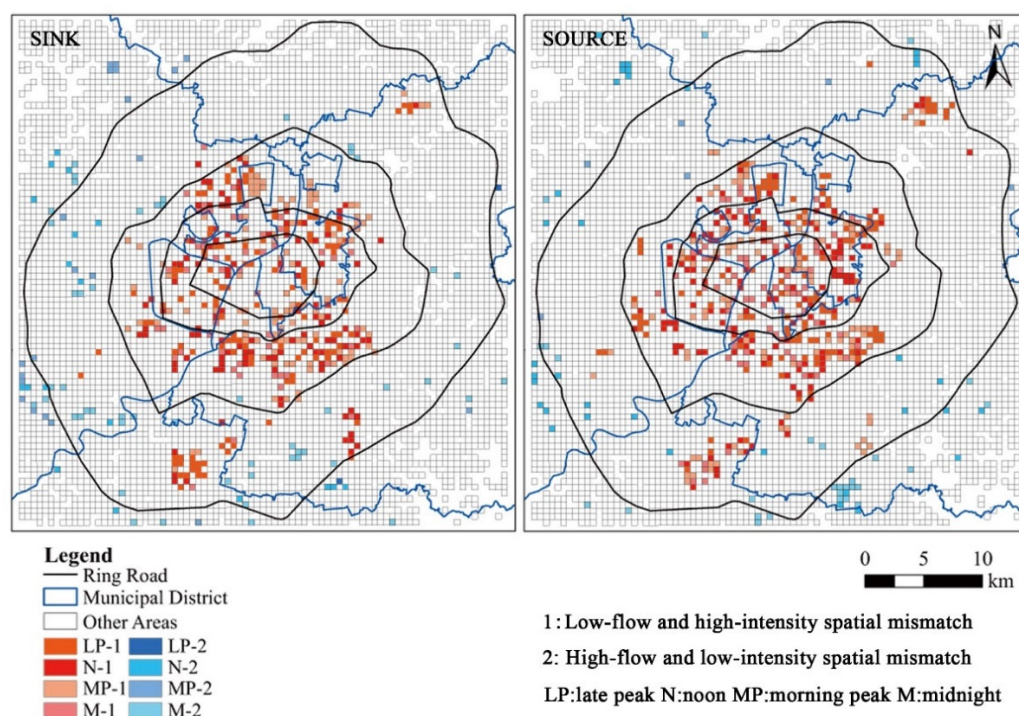 SINK
SOURCE
N
Legend
Ring Road
Municipal District
Other Areas
LP-1 LP-2
N-1 N-2
MP-1 MP-2
M-1 M-2
0 5 10
km
1: Low-flow and high-intensity spatial mismatch
2: High-flow and low-intensity spatial mismatch
LP:late peak N:noon MP:morning peak M:midnight